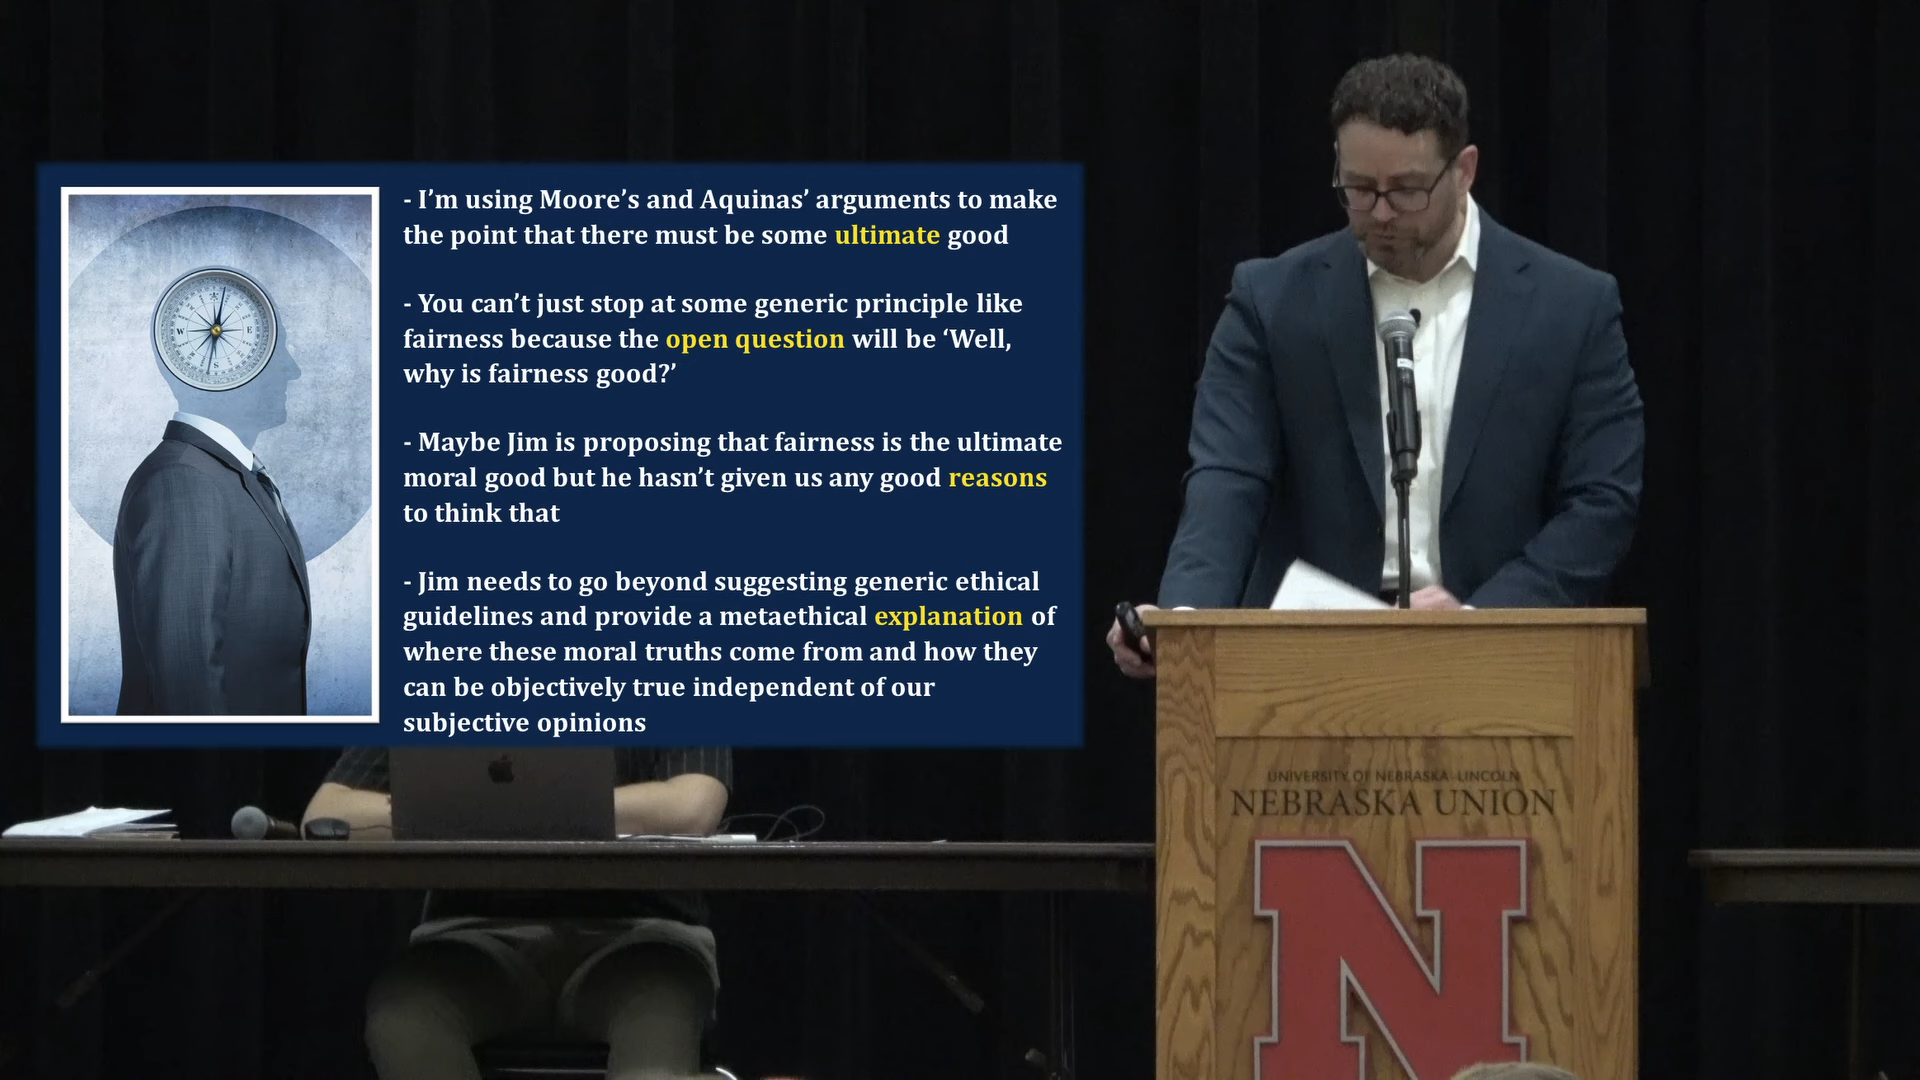 - I’m using Moore’s and Aquinas’ arguments to make
the point that there must be some ultimate good
- You can’t just stop at some generic principle like
fairness because the open question will be ‘Well,
why is fairness good?’
- Maybe Jim is proposing that fairness is the ultimate
moral good but he hasn’t given us any good reasons
to think that
- Jim needs to go beyond suggesting generic ethical
guidelines and provide a metaethical explanation of
where these moral truths come from and how they
can be objectively true independent of our
subjective opinions
W
E
S
UNIVERSITY OF NEBRASKA-LINCOLN
NEBRASKA UNION
N